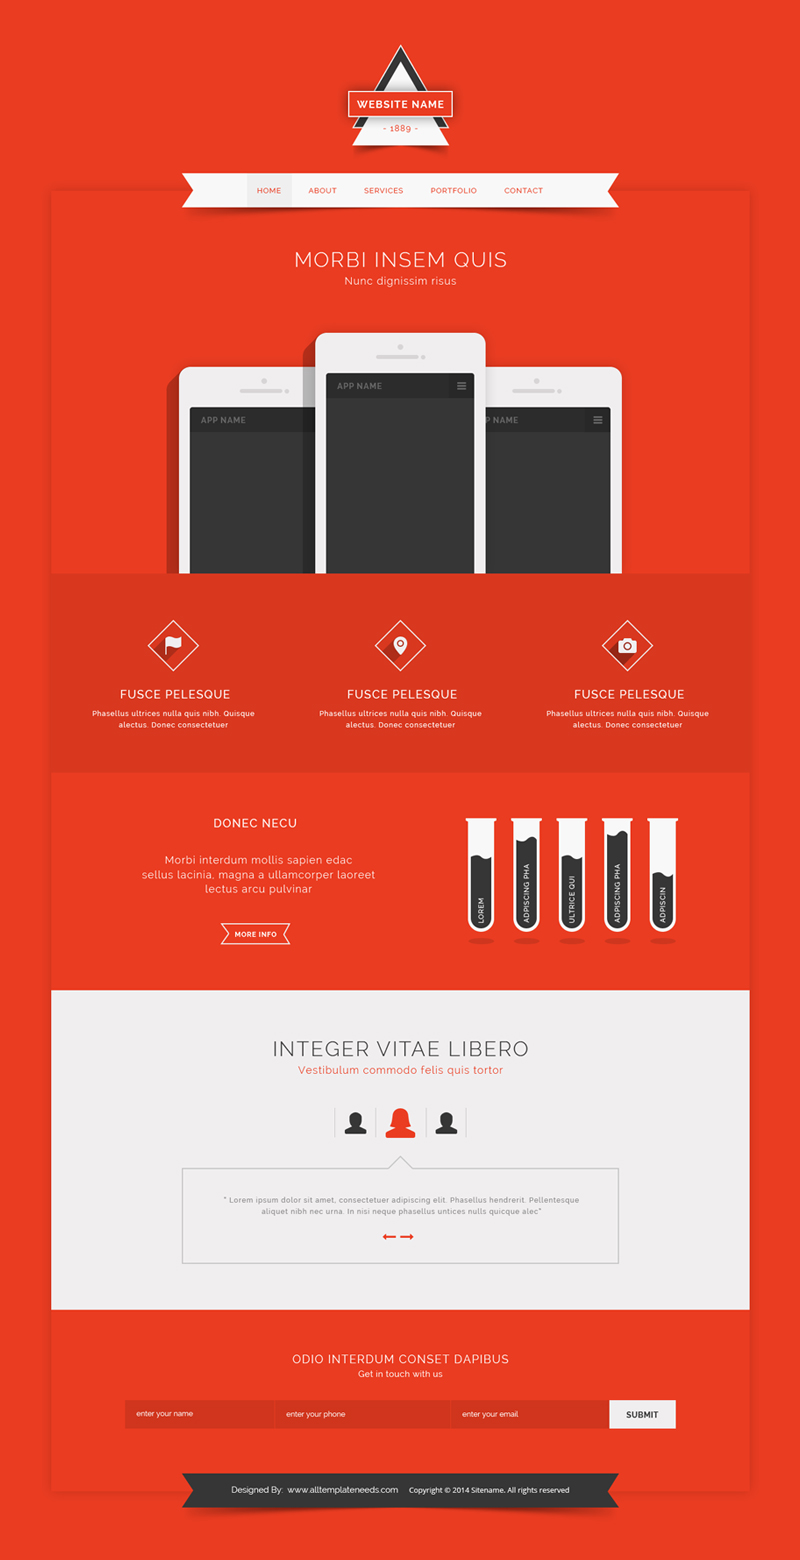 WEBSITE NAME
- 1889 -
HOME ABOUT SERVICES PORTFOLIO CONTACT
MORBI INSEM QUIS
Nunc dignissim risus
APP NAME
APP NAME
P NAME
FUSCE PELESQUE
Phasellus ultrices nulla quis nibh. Quisque
alectus. Donec consectetuer
FUSCE PELESQUE
Phasellus ultrices nulla quis nibh. Quisque
alectus. Donec consectetuer
FUSCE PELESQUE
Phasellus ultrices nulla quis nibh. Quisque
alectus. Donec consectetuer
DONEC NECU
Morbi interdum mollis sapien edac
sellus lacinia, magna a ullamcorper laoreet
lectus arcu pulvinar
MORE INFO
LOREM
ADPISCING PHA
ULTRICE QUI
ADPISCING PHA
ADPISCIN
INTEGER VITAE LIBERO
Vestibulum commodo felis quis tortor
" Lorem ipsum dolor sit amet, consectetuer adipiscing elit. Phasellus hendrerit. Pellentesque
aliquet nibh nec urna. In nisi neque phasellus untices nulls quicque alec"
ODIO INTERDUM CONSET DAPIBUS
Get in touch with us
enter your name enter your phone enter your email SUBMIT
Designed By: www.alltemplateneeds.com Copyright © 2014 Sitename. All rights reserved